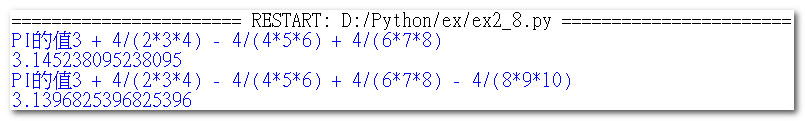 ======================= RESTART: D:/Python/ex/ex2_8.py =======================
PI的值3 + 4/(2*3*4) - 4/(4*5*6) + 4/(6*7*8)
3.145238095238095
PI的值3 + 4/(2*3*4) - 4/(4*5*6) + 4/(6*7*8) - 4/(8*9*10)
3.1396825396825396